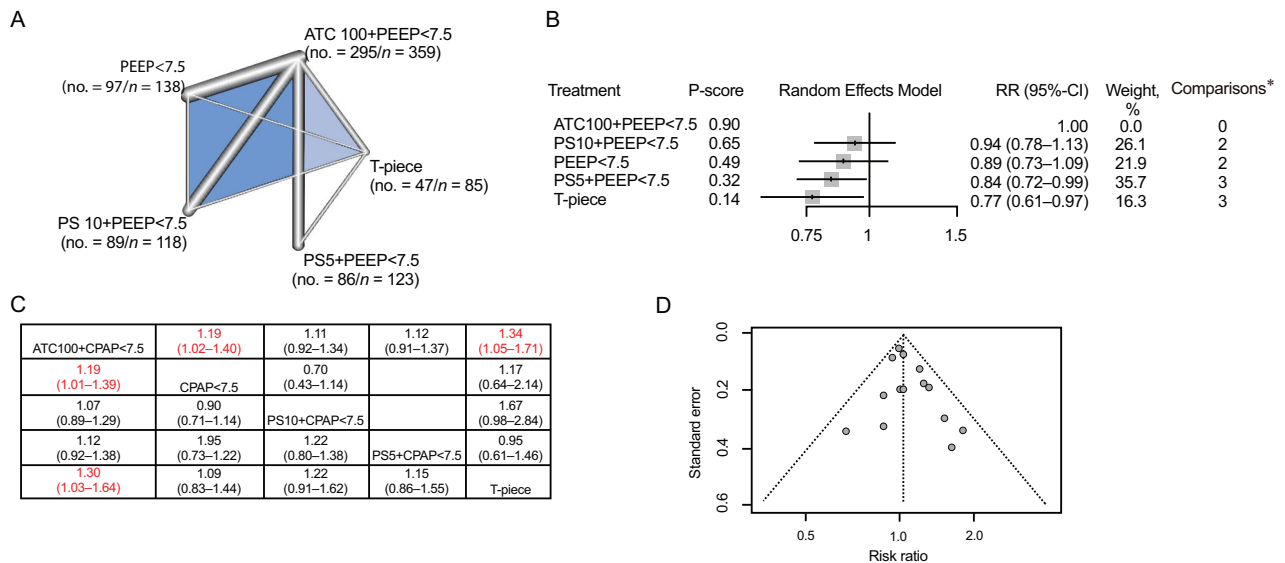 A
ATC 100+PEEP<7.5
(no. = 295/n = 359)
PEEP<7.5
(no. = 97/n = 138)
T-piece
(no. = 47/n = 85)
PS 10+PEEP<7.5
(no. = 89/n = 118)
PS5+PEEP<7.5
(no. = 86/n = 123)
B
Treatment P-score Random Effects Model RR (95%-CI) Weight, % Comparisons*
ATC100+PEEP<7.5 0.90 1.00 0.0 0
PS10+PEEP<7.5 0.65 0.94 (0.78–1.13) 26.1 2
PEEP<7.5 0.49 0.89 (0.73–1.09) 21.9 2
PS5+PEEP<7.5 0.32 0.84 (0.72–0.99) 35.7 3
T-piece 0.14 0.77 (0.61–0.97) 16.3 3
0.75 1 1.5
C
ATC100+CPAP<7.5 1.19 (1.02–1.40) 1.11 (0.92–1.34) 1.12 (0.91–1.37) 1.34 (1.05–1.71)
1.19 (1.01–1.39) CPAP<7.5 0.70 (0.43–1.14) 1.17 (0.64–2.14)
1.07 (0.89–1.29) 0.90 (0.71–1.14) PS10+CPAP<7.5 1.67 (0.98–2.84)
1.12 (0.92–1.38) 1.95 (0.73–1.22) 1.22 (0.80–1.38) PS5+CPAP<7.5 0.95 (0.61–1.46)
1.30 (1.03–1.64) 1.09 (0.83–1.44) 1.22 (0.91–1.62) 1.15 (0.86–1.55) T-piece
D
Standard error
0.0
0.2
0.4
0.6
0.5 1.0 2.0
Risk ratio